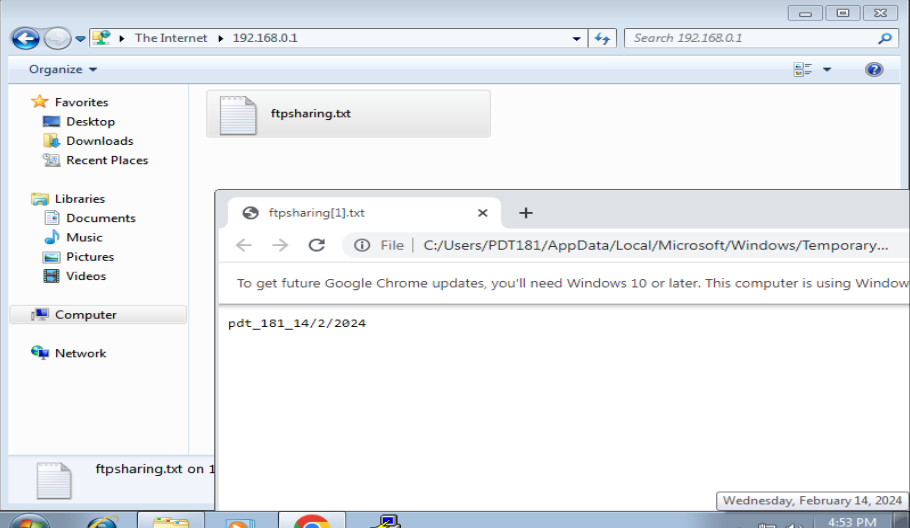 The Internet 192.168.0.1 Search 192.168.0.1
Organize
Favorites
Desktop
Downloads
Recent Places
Libraries
Documents
Music
Pictures
Videos
Computer
Network
ftpsharing.txt
ftpsharing[1].txt
File C:/Users/PDT181/AppData/Local/Microsoft/Windows/Temporary...
To get future Google Chrome updates, you'll need Windows 10 or later. This computer is using Window
pdt_181_14/2/2024
ftpsharing.txt on 1
Wednesday, February 14, 2024
4:53 PM